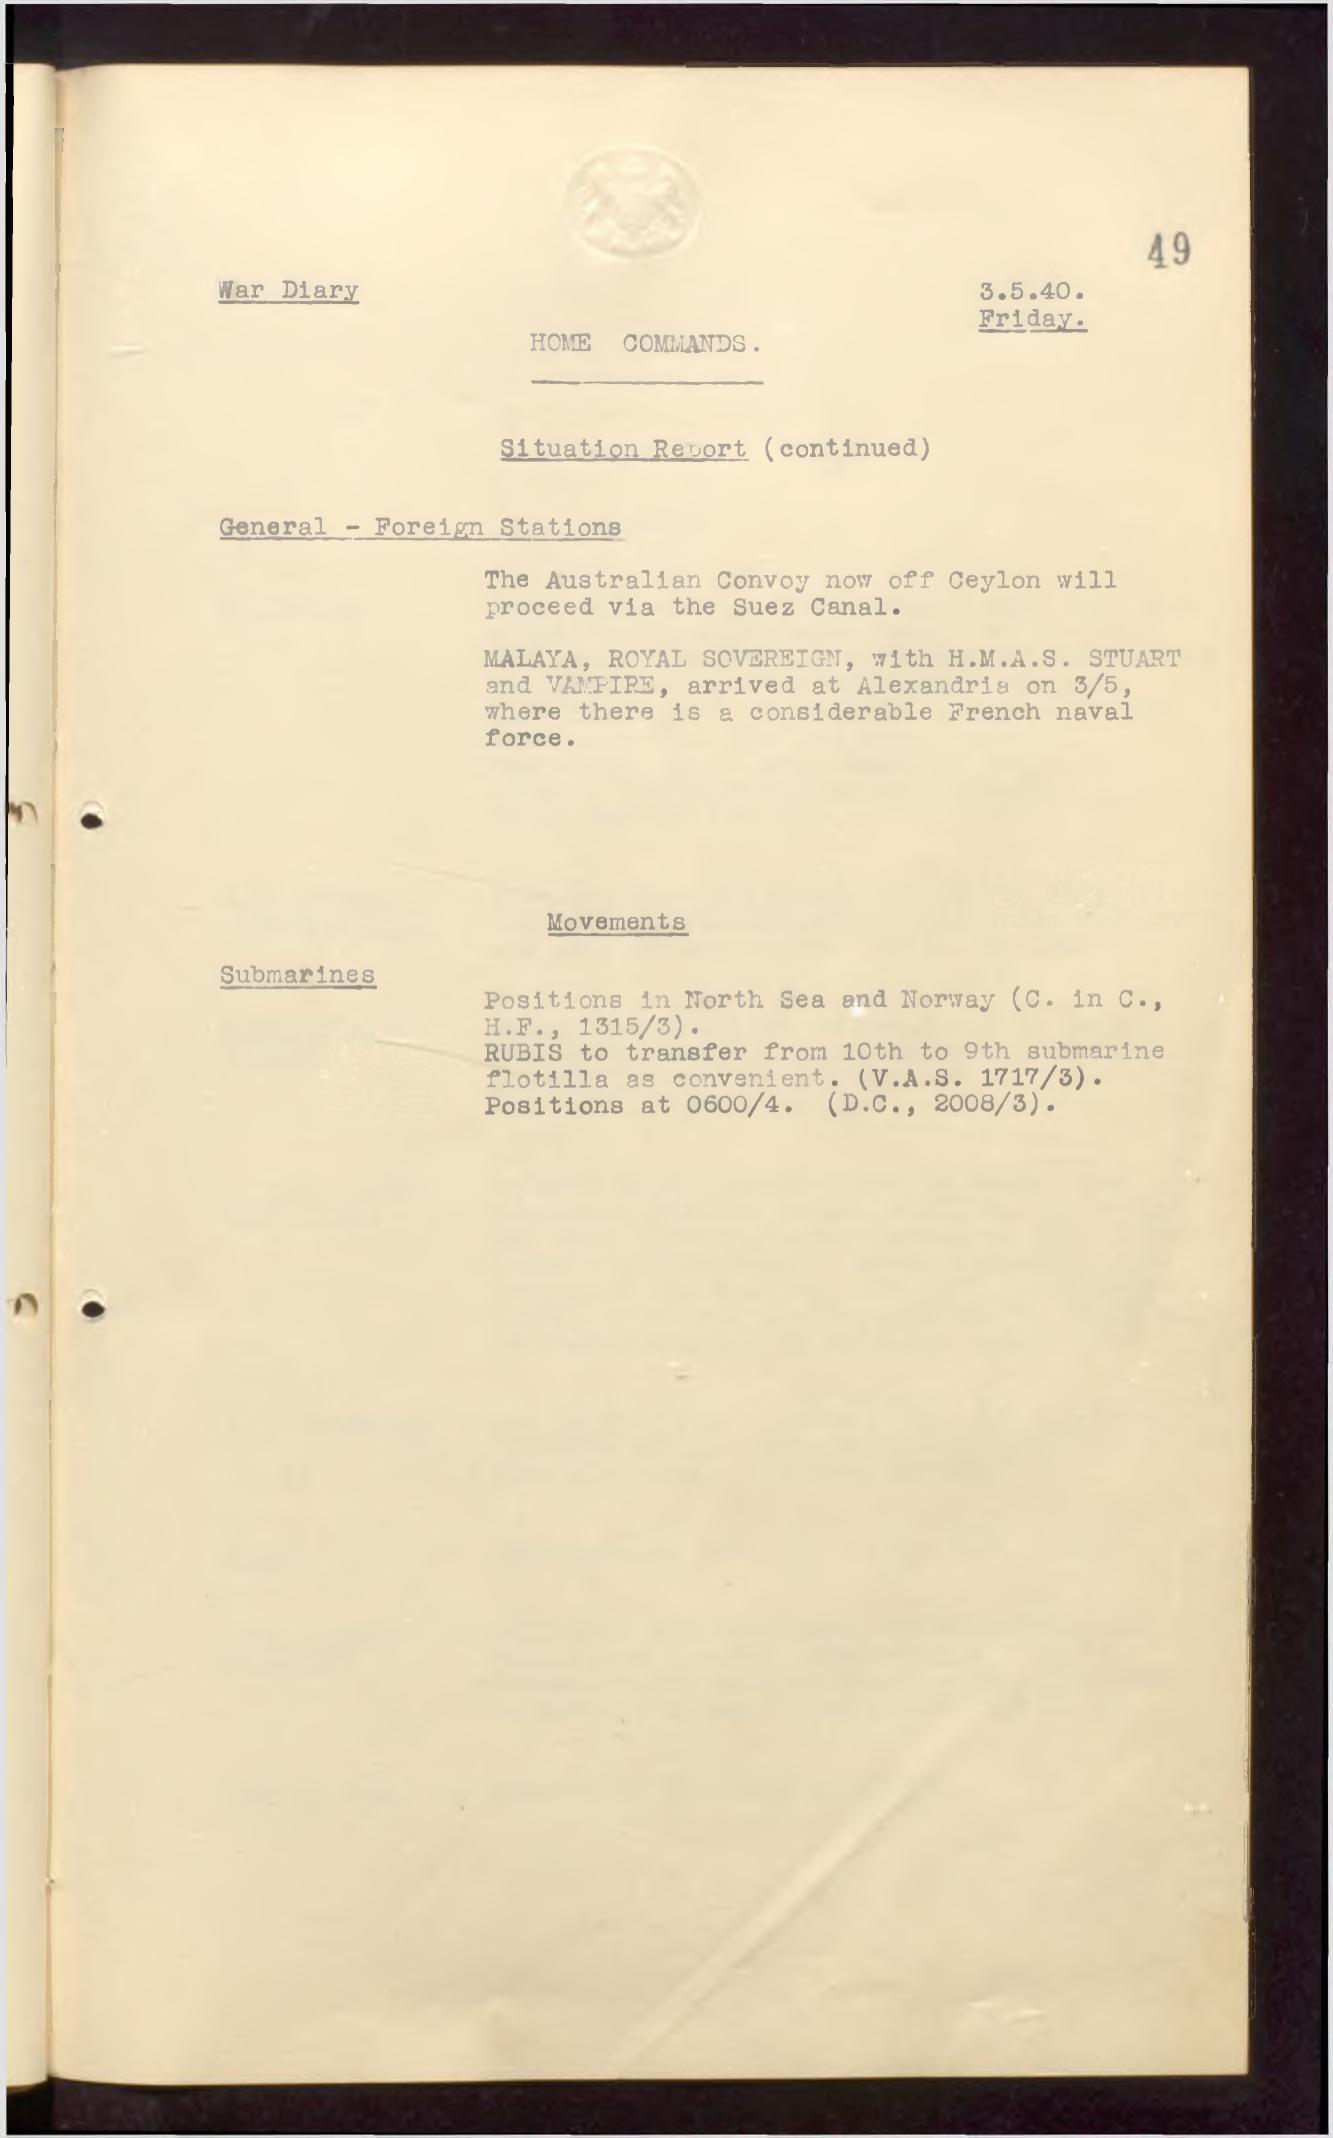 49
War Diary
3.5.40.
Friday.
HOME COMMANDS.
Situation Report (continued)
General - Foreign Stations
The Australian Convoy now off Ceylon will
proceed via the Suez Canal.
MALAYA, ROYAL SOVEREIGN, with H.M.A.S. STUART
and VAMPIRE, arrived at Alexandria on 3/5,
where there is a considerable French naval
force.
Movements
Submarines
Positions in North Sea and Norway (C. in C.,
H.F., 1315/3).
RUBIS to transfer from 10th to 9th submarine
flotilla as convenient. (V.A.S. 1717/3).
Positions at 0600/4. (D.C., 2008/3).